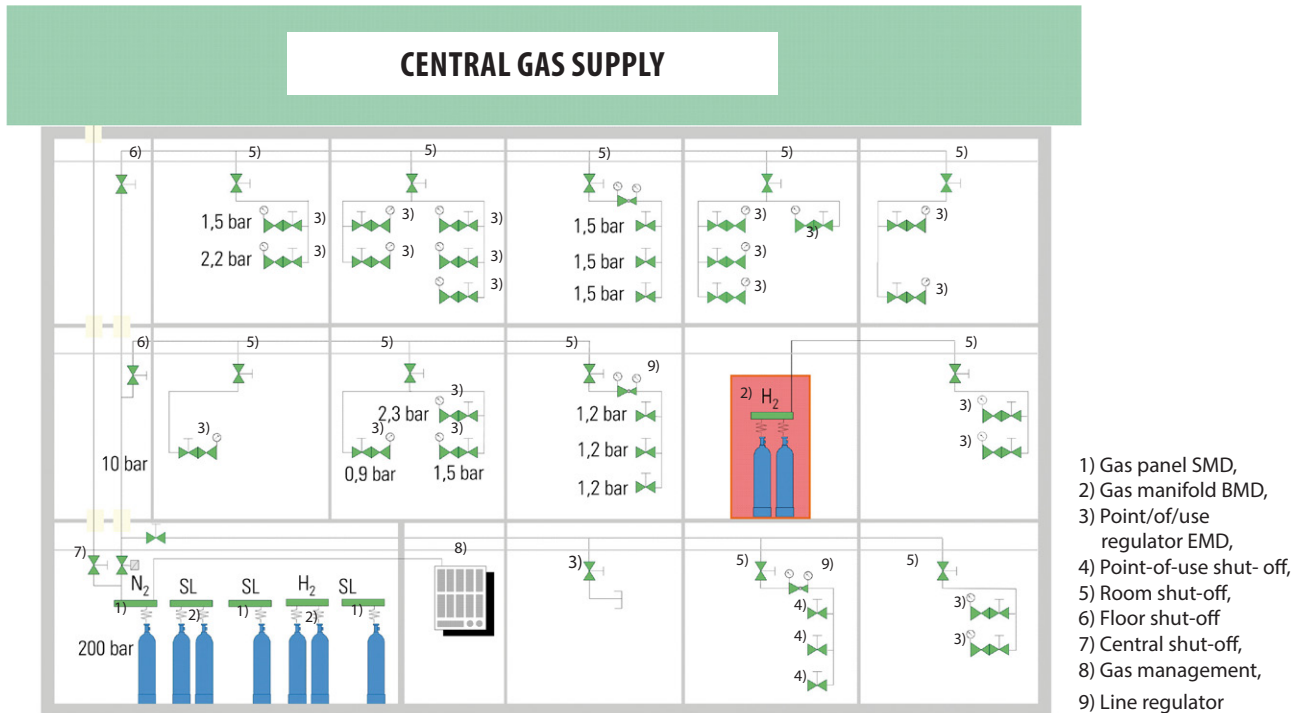 CENTRAL GAS SUPPLY
6) 5) 5) 5) 5) 5)
1,5 bar 3) 3) 3) 1,5 bar 3) 3) 3)
2,2 bar 3) 3) 3) 1,5 bar 3)
3) 1,5 bar 3) 3)
6) 5) 5) 5) 5)
9)
3) 2) H2
2,3 bar 1,2 bar 3)
3) 3) 3) 1,2 bar 3)
10 bar 0,9 bar 1,5 bar 1,2 bar
7) 8) 3) 5) 9) 5)
N2 SL SL H2 SL
1) 2) 1) 2) 1) 4) 3)
200 bar 4) 3)
4)
1) Gas panel SMD,
2) Gas manifold BMD,
3) Point/of/use
regulator EMD,
4) Point-of-use shut- off,
5) Room shut-off,
6) Floor shut-off
7) Central shut-off,
8) Gas management,
9) Line regulator